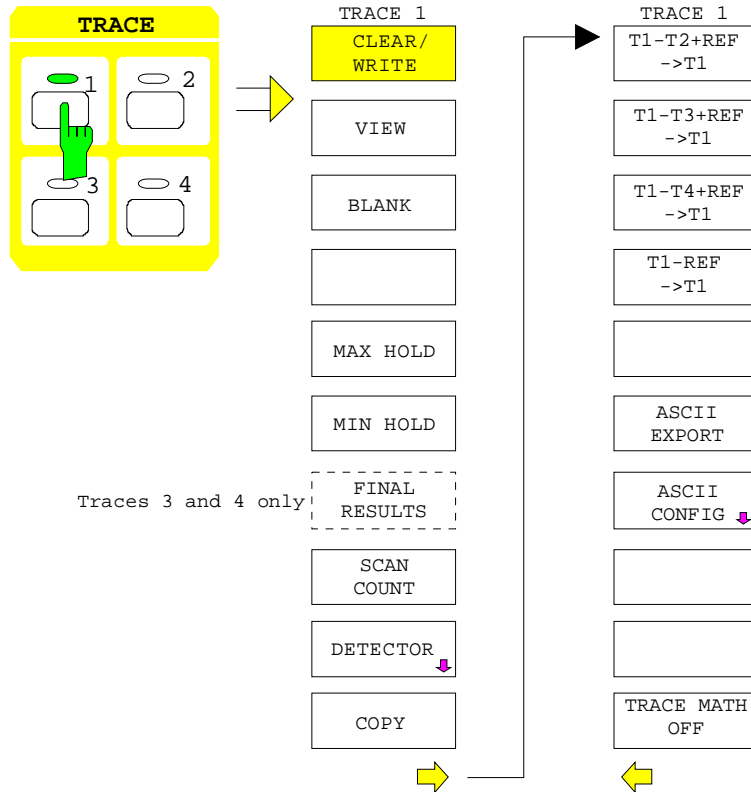 TRACE
1
2
3
4
TRACE 1
CLEAR/
WRITE
VIEW
BLANK
MAX HOLD
MIN HOLD
Traces 3 and 4 only
FINAL
RESULTS
SCAN
COUNT
DETECTOR
COPY
TRACE 1
T1-T2+REF
->T1
T1-T3+REF
->T1
T1-T4+REF
->T1
T1-REF
->T1
ASCII
EXPORT
ASCII
CONFIG
TRACE MATH
OFF